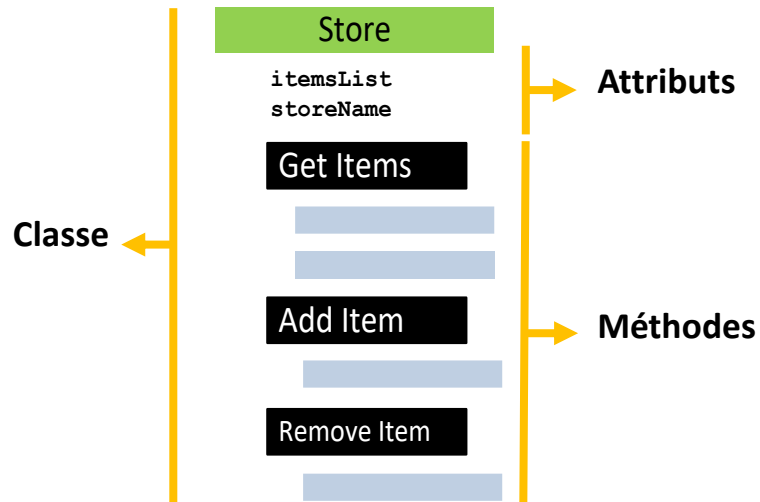 Store
itemsList
storeName
Attributs
Get Items
Classe
Add Item
Méthodes
Remove Item